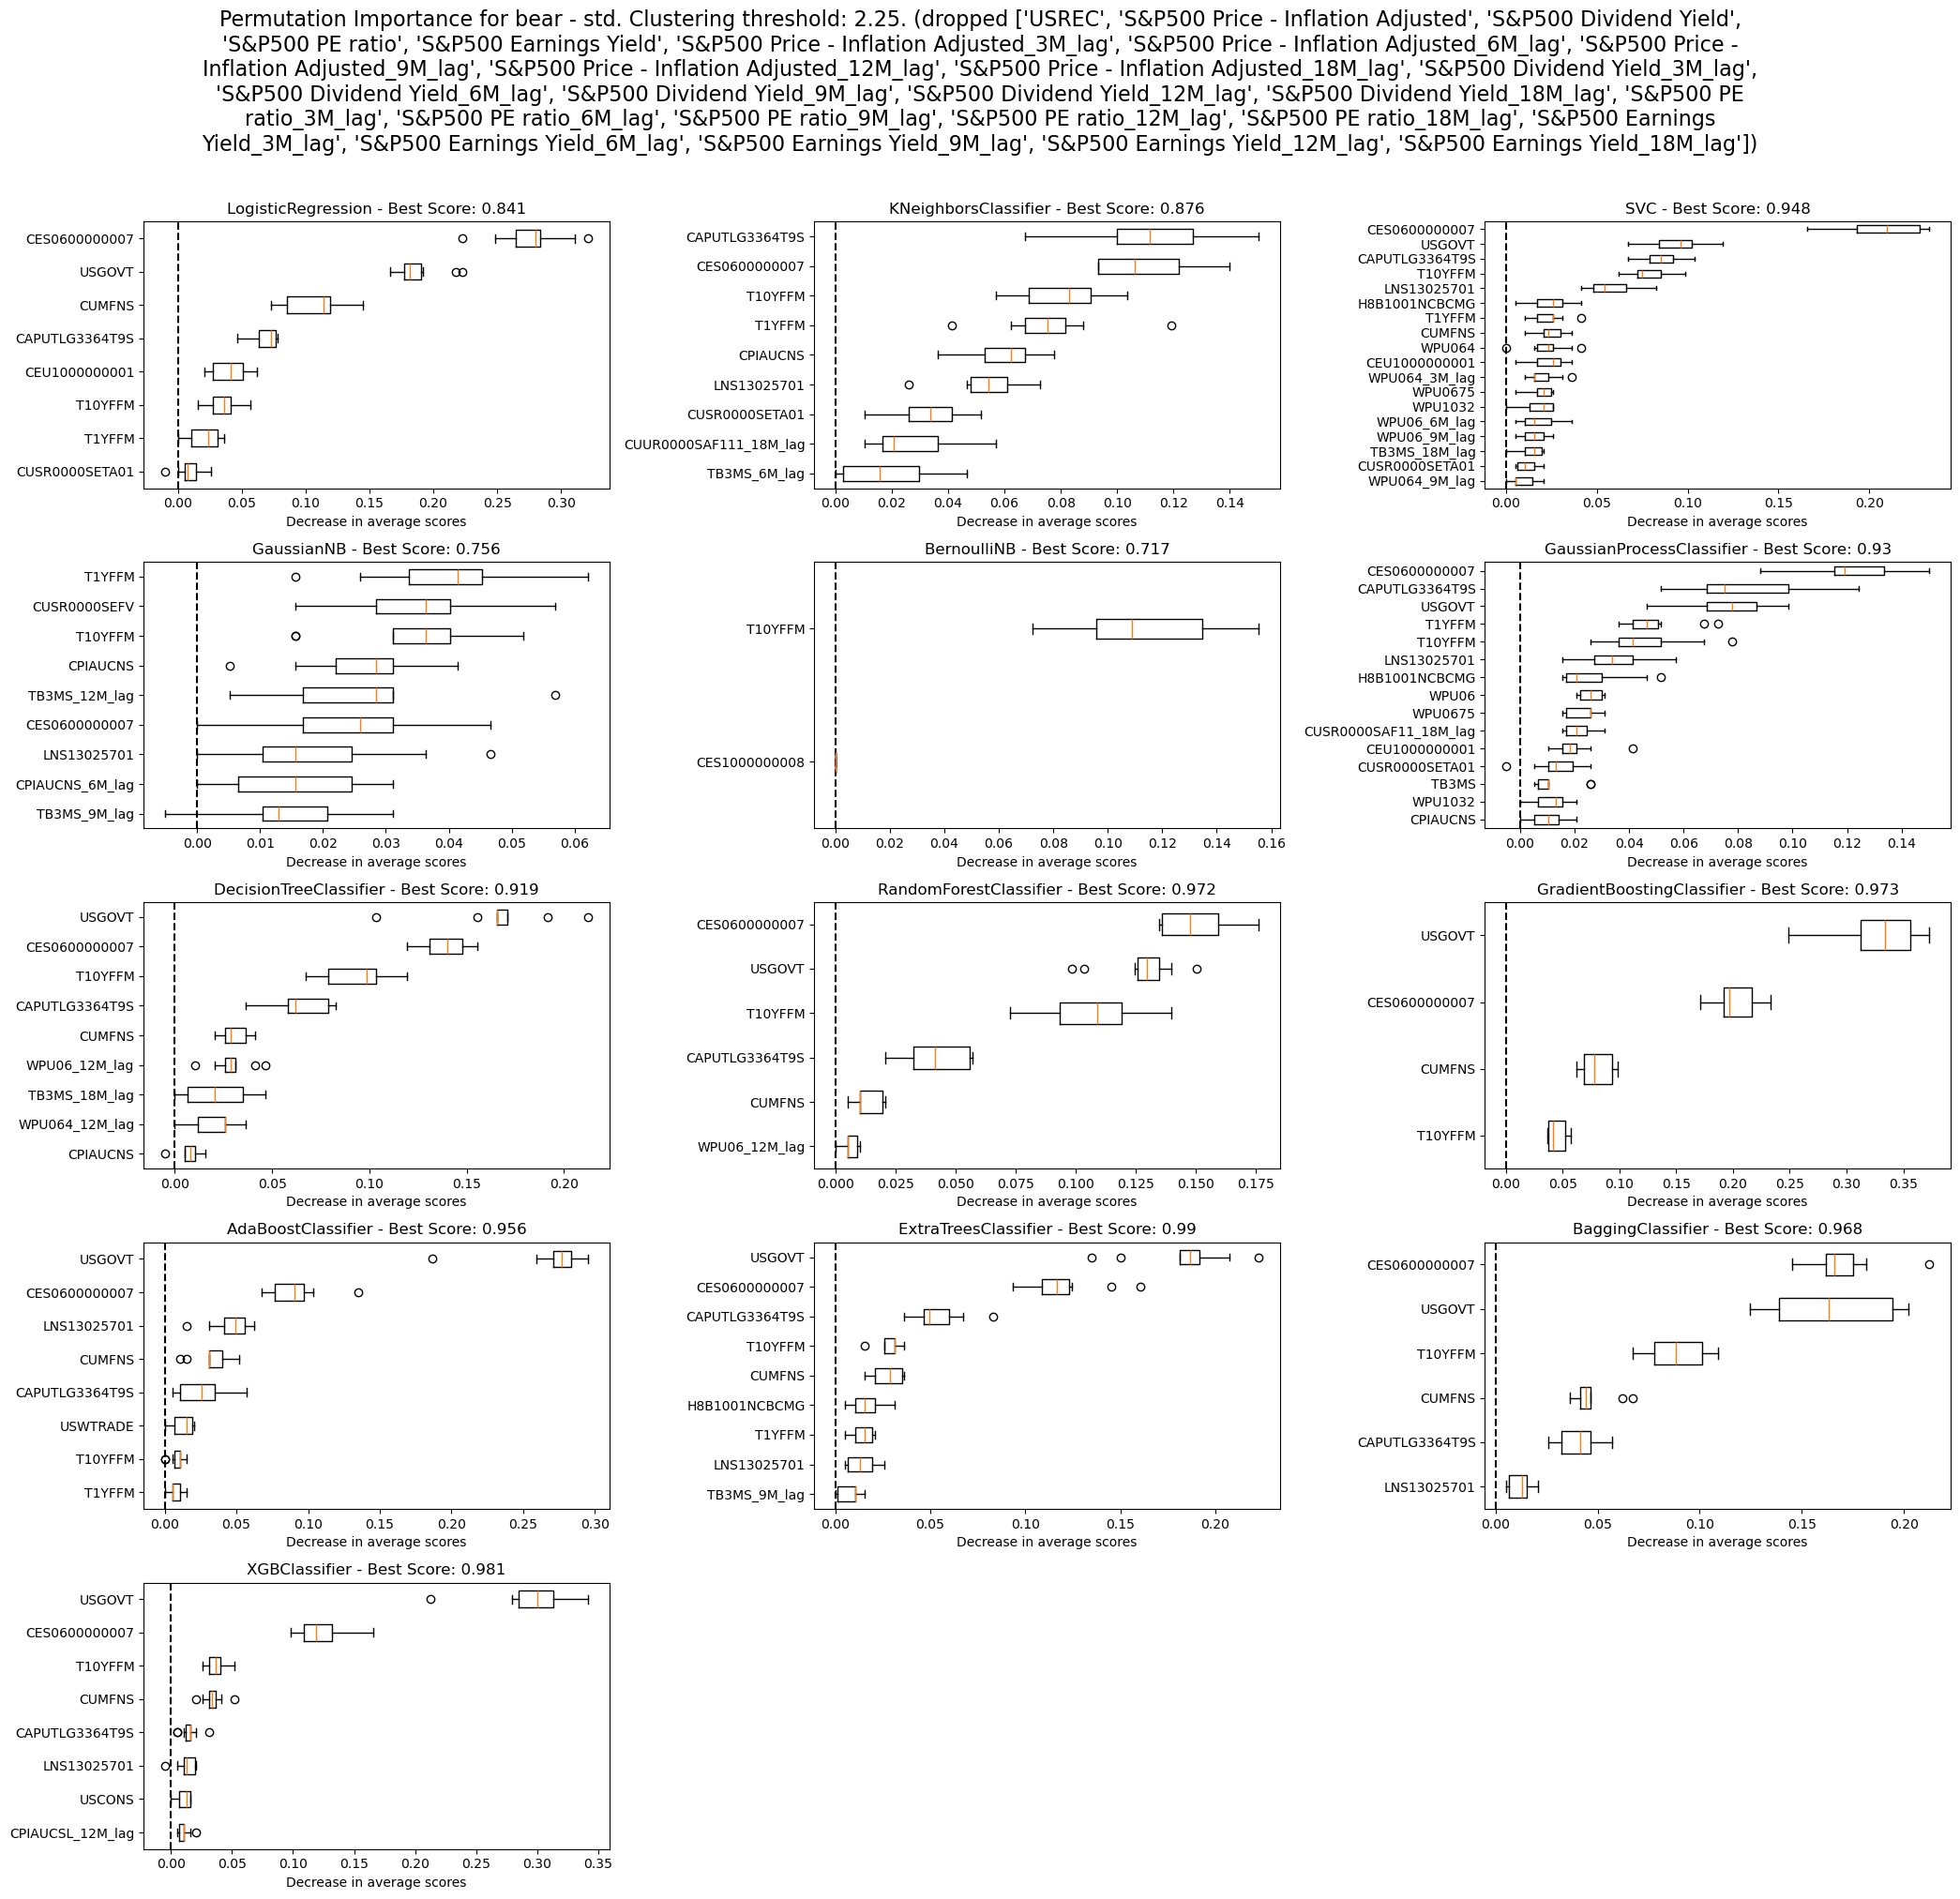 Permutation Importance for bear - std. Clustering threshold: 2.25. (dropped ['USREC', 'S&P500 Price - Inflation Adjusted', 'S&P500 Dividend Yield',
'S&P500 PE ratio', 'S&P500 Earnings Yield', 'S&P500 Price - Inflation Adjusted_3M_lag', 'S&P500 Price - Inflation Adjusted_6M_lag', 'S&P500 Price -
Inflation Adjusted_9M_lag', 'S&P500 Price - Inflation Adjusted_12M_lag', 'S&P500 Price - Inflation Adjusted_18M_lag', 'S&P500 Dividend Yield_3M_lag',
'S&P500 Dividend Yield_6M_lag', 'S&P500 Dividend Yield_9M_lag', 'S&P500 Dividend Yield_12M_lag', 'S&P500 Dividend Yield_18M_lag', 'S&P500 PE
ratio_3M_lag', 'S&P500 PE ratio_6M_lag', 'S&P500 PE ratio_9M_lag', 'S&P500 PE ratio_12M_lag', 'S&P500 PE ratio_18M_lag', 'S&P500 Earnings
Yield_3M_lag', 'S&P500 Earnings Yield_6M_lag', 'S&P500 Earnings Yield_9M_lag', 'S&P500 Earnings Yield_12M_lag', 'S&P500 Earnings Yield_18M_lag'])
LogisticRegression - Best Score: 0.841
CES0600000007
USGOVT
CUMFNS
CAPUTLG3364T9S
CEU1000000001
T10YFFM
T1YFFM
CUSR0000SETA01
0.00 0.05 0.10 0.15 0.20 0.25 0.30
Decrease in average scores
KNeighborsClassifier - Best Score: 0.876
CAPUTLG3364T9S
CES0600000007
T10YFFM
T1YFFM
CPIAUCNS
LNS13025701
CUSR0000SETA01
CUUR0000SAF111_18M_lag
TB3MS_6M_lag
0.00 0.02 0.04 0.06 0.08 0.10 0.12 0.14
Decrease in average scores
SVC - Best Score: 0.948
CES0600000007
USGOVT
CAPUTLG3364T9S
T10YFFM
LNS13025701
H8B1001NCBCMG
T1YFFM
CUMFNS
WPU064
CEU1000000001
WPU064_3M_lag
WPU0675
WPU1032
WPU06_6M_lag
WPU06_9M_lag
TB3MS_18M_lag
CUSR0000SETA01
WPU064_9M_lag
0.00 0.05 0.10 0.15 0.20
Decrease in average scores
GaussianNB - Best Score: 0.756
T1YFFM
CUSR0000SEFV
T10YFFM
CPIAUCNS
TB3MS_12M_lag
CES0600000007
LNS13025701
CPIAUCNS_6M_lag
TB3MS_9M_lag
0.00 0.01 0.02 0.03 0.04 0.05 0.06
Decrease in average scores
BernoulliNB - Best Score: 0.717
T10YFFM
CES1000000008
0.00 0.02 0.04 0.06 0.08 0.10 0.12 0.14 0.16
Decrease in average scores
GaussianProcessClassifier - Best Score: 0.93
CES0600000007
CAPUTLG3364T9S
USGOVT
T1YFFM
T10YFFM
LNS13025701
H8B1001NCBCMG
WPU06
WPU0675
CUSR0000SAF11_18M_lag
CEU1000000001
CUSR0000SETA01
TB3MS
WPU1032
CPIAUCNS
0.00 0.02 0.04 0.06 0.08 0.10 0.12 0.14
Decrease in average scores
DecisionTreeClassifier - Best Score: 0.919
USGOVT
CES0600000007
T10YFFM
CAPUTLG3364T9S
CUMFNS
WPU06_12M_lag
TB3MS_18M_lag
WPU064_12M_lag
CPIAUCNS
0.00 0.05 0.10 0.15 0.20
Decrease in average scores
RandomForestClassifier - Best Score: 0.972
CES0600000007
USGOVT
T10YFFM
CAPUTLG3364T9S
CUMFNS
WPU06_12M_lag
0.000 0.025 0.050 0.075 0.100 0.125 0.150 0.175
Decrease in average scores
GradientBoostingClassifier - Best Score: 0.973
USGOVT
CES0600000007
CUMFNS
T10YFFM
0.00 0.05 0.10 0.15 0.20 0.25 0.30 0.35
Decrease in average scores
AdaBoostClassifier - Best Score: 0.956
USGOVT
CES0600000007
LNS13025701
CUMFNS
CAPUTLG3364T9S
USWTRADE
T10YFFM
T1YFFM
0.00 0.05 0.10 0.15 0.20 0.25 0.30
Decrease in average scores
ExtraTreesClassifier - Best Score: 0.99
USGOVT
CES0600000007
CAPUTLG3364T9S
T10YFFM
CUMFNS
H8B1001NCBCMG
T1YFFM
LNS13025701
TB3MS_9M_lag
0.00 0.05 0.10 0.15 0.20
Decrease in average scores
BaggingClassifier - Best Score: 0.968
CES0600000007
USGOVT
T10YFFM
CUMFNS
CAPUTLG3364T9S
LNS13025701
0.00 0.05 0.10 0.15 0.20
Decrease in average scores
XGBClassifier - Best Score: 0.981
USGOVT
CES0600000007
T10YFFM
CUMFNS
CAPUTLG3364T9S
LNS13025701
USCONS
CPIAUCSL_12M_lag
0.00 0.05 0.10 0.15 0.20 0.25 0.30 0.35
Decrease in average scores